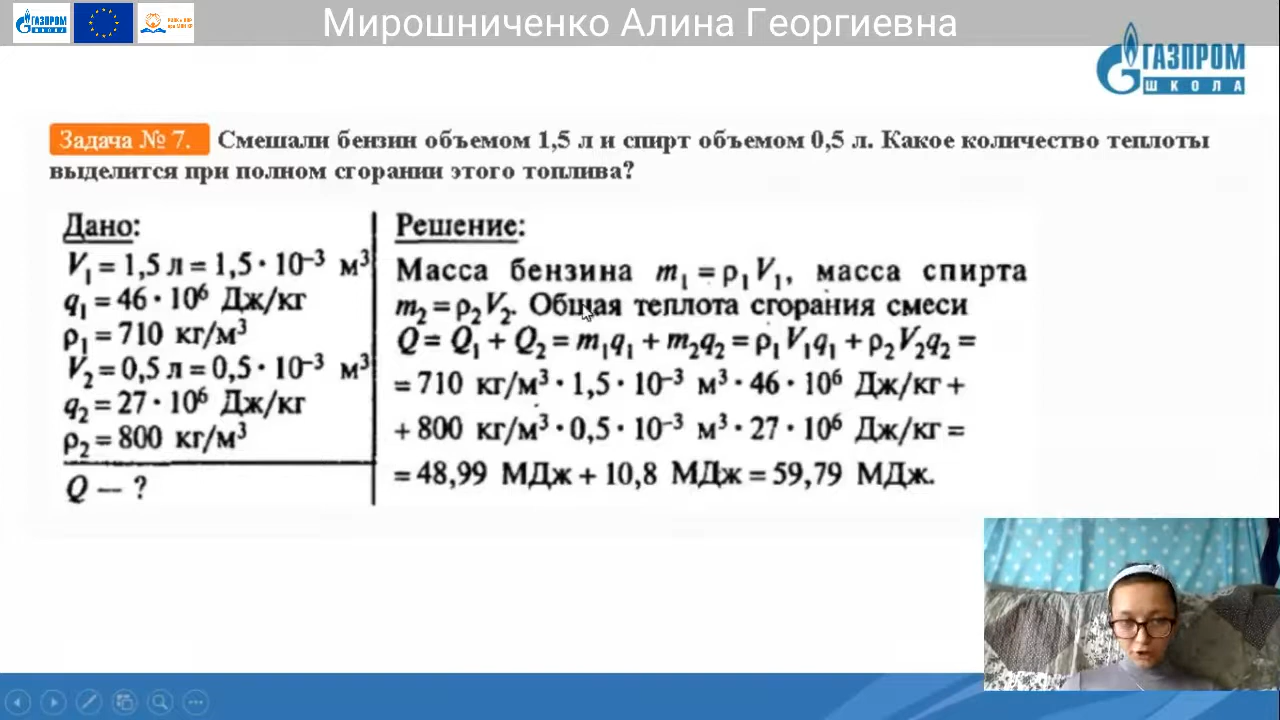 Мирошниченко Алина Георгиевна
ГАЗПРОМ
ШКОЛА
Задача № 7. Смешали бензин объемом 1,5 л и спирт объемом 0,5 л. Какое количество теплоты
выделится при полном сгорании этого топлива?
Дано:
V₁ = 1,5 л = 1,5 · 10⁻³ м³
q₁ = 46 · 10⁶ Дж/кг
ρ₁ = 710 кг/м³
V₂ = 0,5 л = 0,5 · 10⁻³ м³
q₂ = 27 · 10⁶ Дж/кг
ρ₂ = 800 кг/м³
Q — ?
Решение:
Масса бензина m₁ = ρ₁V₁, масса спирта
m₂ = ρ₂V₂. Общая теплота сгорания смеси
Q = Q₁ + Q₂ = m₁q₁ + m₂q₂ = ρ₁V₁q₁ + ρ₂V₂q₂ =
= 710 кг/м³ · 1,5 · 10⁻³ м³ · 46 · 10⁶ Дж/кг +
+ 800 кг/м³ · 0,5 · 10⁻³ м³ · 27 · 10⁶ Дж/кг =
= 48,99 МДж + 10,8 МДж = 59,79 МДж.